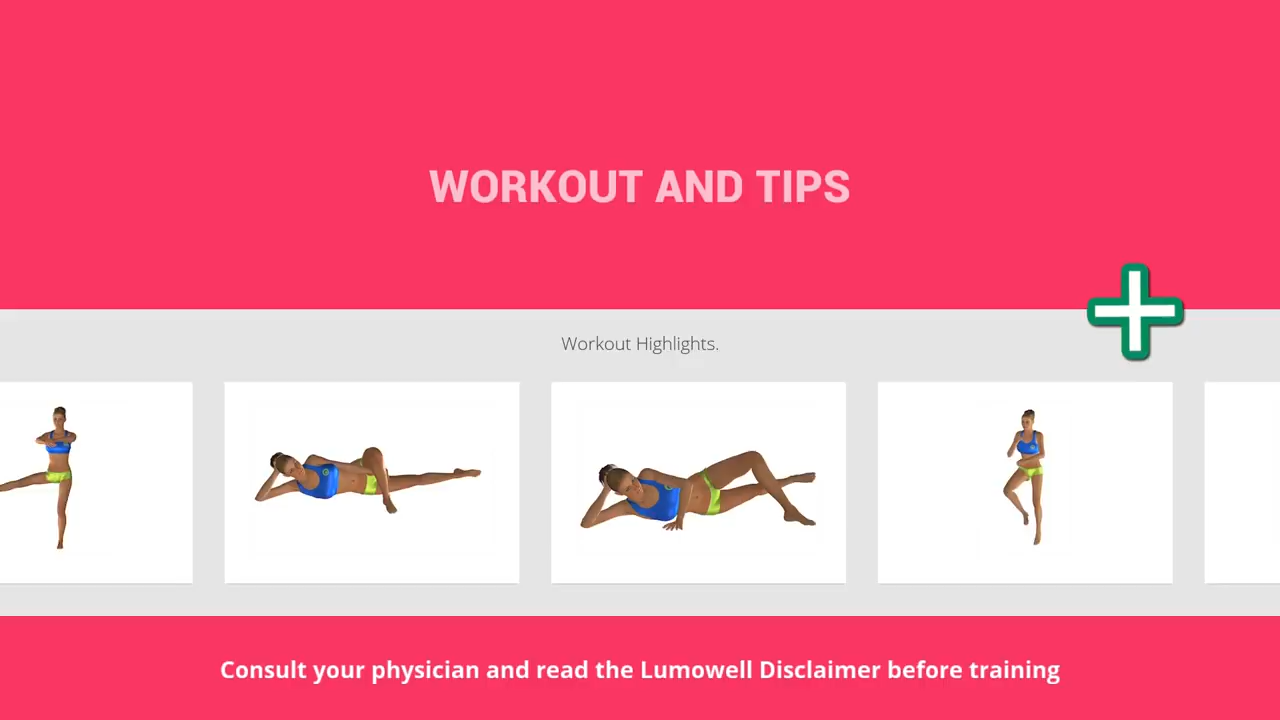 WORKOUT AND TIPS
Workout Highlights.
Consult your physician and read the Lumowell Disclaimer before training